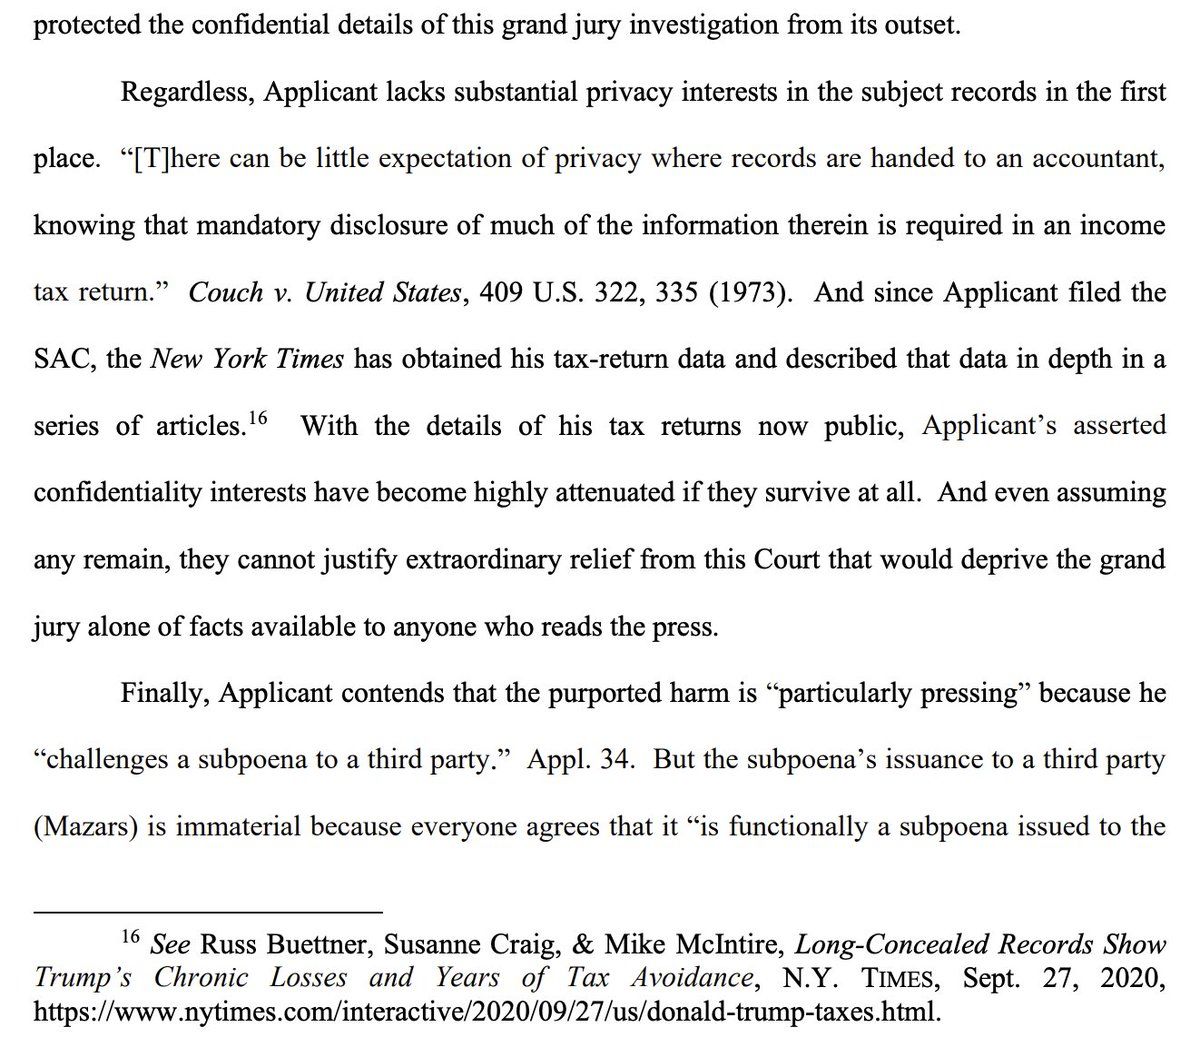 protected the confidential details of this grand jury investigation from its outset.
Regardless, Applicant lacks substantial privacy interests in the subject records in the first
place.  “[T]here can be little expectation of privacy where records are handed to an accountant,
knowing that mandatory disclosure of much of the information therein is required in an income
tax return.”  Couch v. United States, 409 U.S. 322, 335 (1973).  And since Applicant filed the
SAC, the New York Times has obtained his tax-return data and described that data in depth in a
series of articles.16  With the details of his tax returns now public, Applicant’s asserted
confidentiality interests have become highly attenuated if they survive at all.  And even assuming
any remain, they cannot justify extraordinary relief from this Court that would deprive the grand
jury alone of facts available to anyone who reads the press.
Finally, Applicant contends that the purported harm is “particularly pressing” because he
“challenges a subpoena to a third party.”  Appl. 34.  But the subpoena’s issuance to a third party
(Mazars) is immaterial because everyone agrees that it “is functionally a subpoena issued to the
16 See Russ Buettner, Susanne Craig, & Mike McIntire, Long-Concealed Records Show
Trump’s Chronic Losses and Years of Tax Avoidance, N.Y. TIMES, Sept. 27, 2020,
https://www.nytimes.com/interactive/2020/09/27/us/donald-trump-taxes.html.